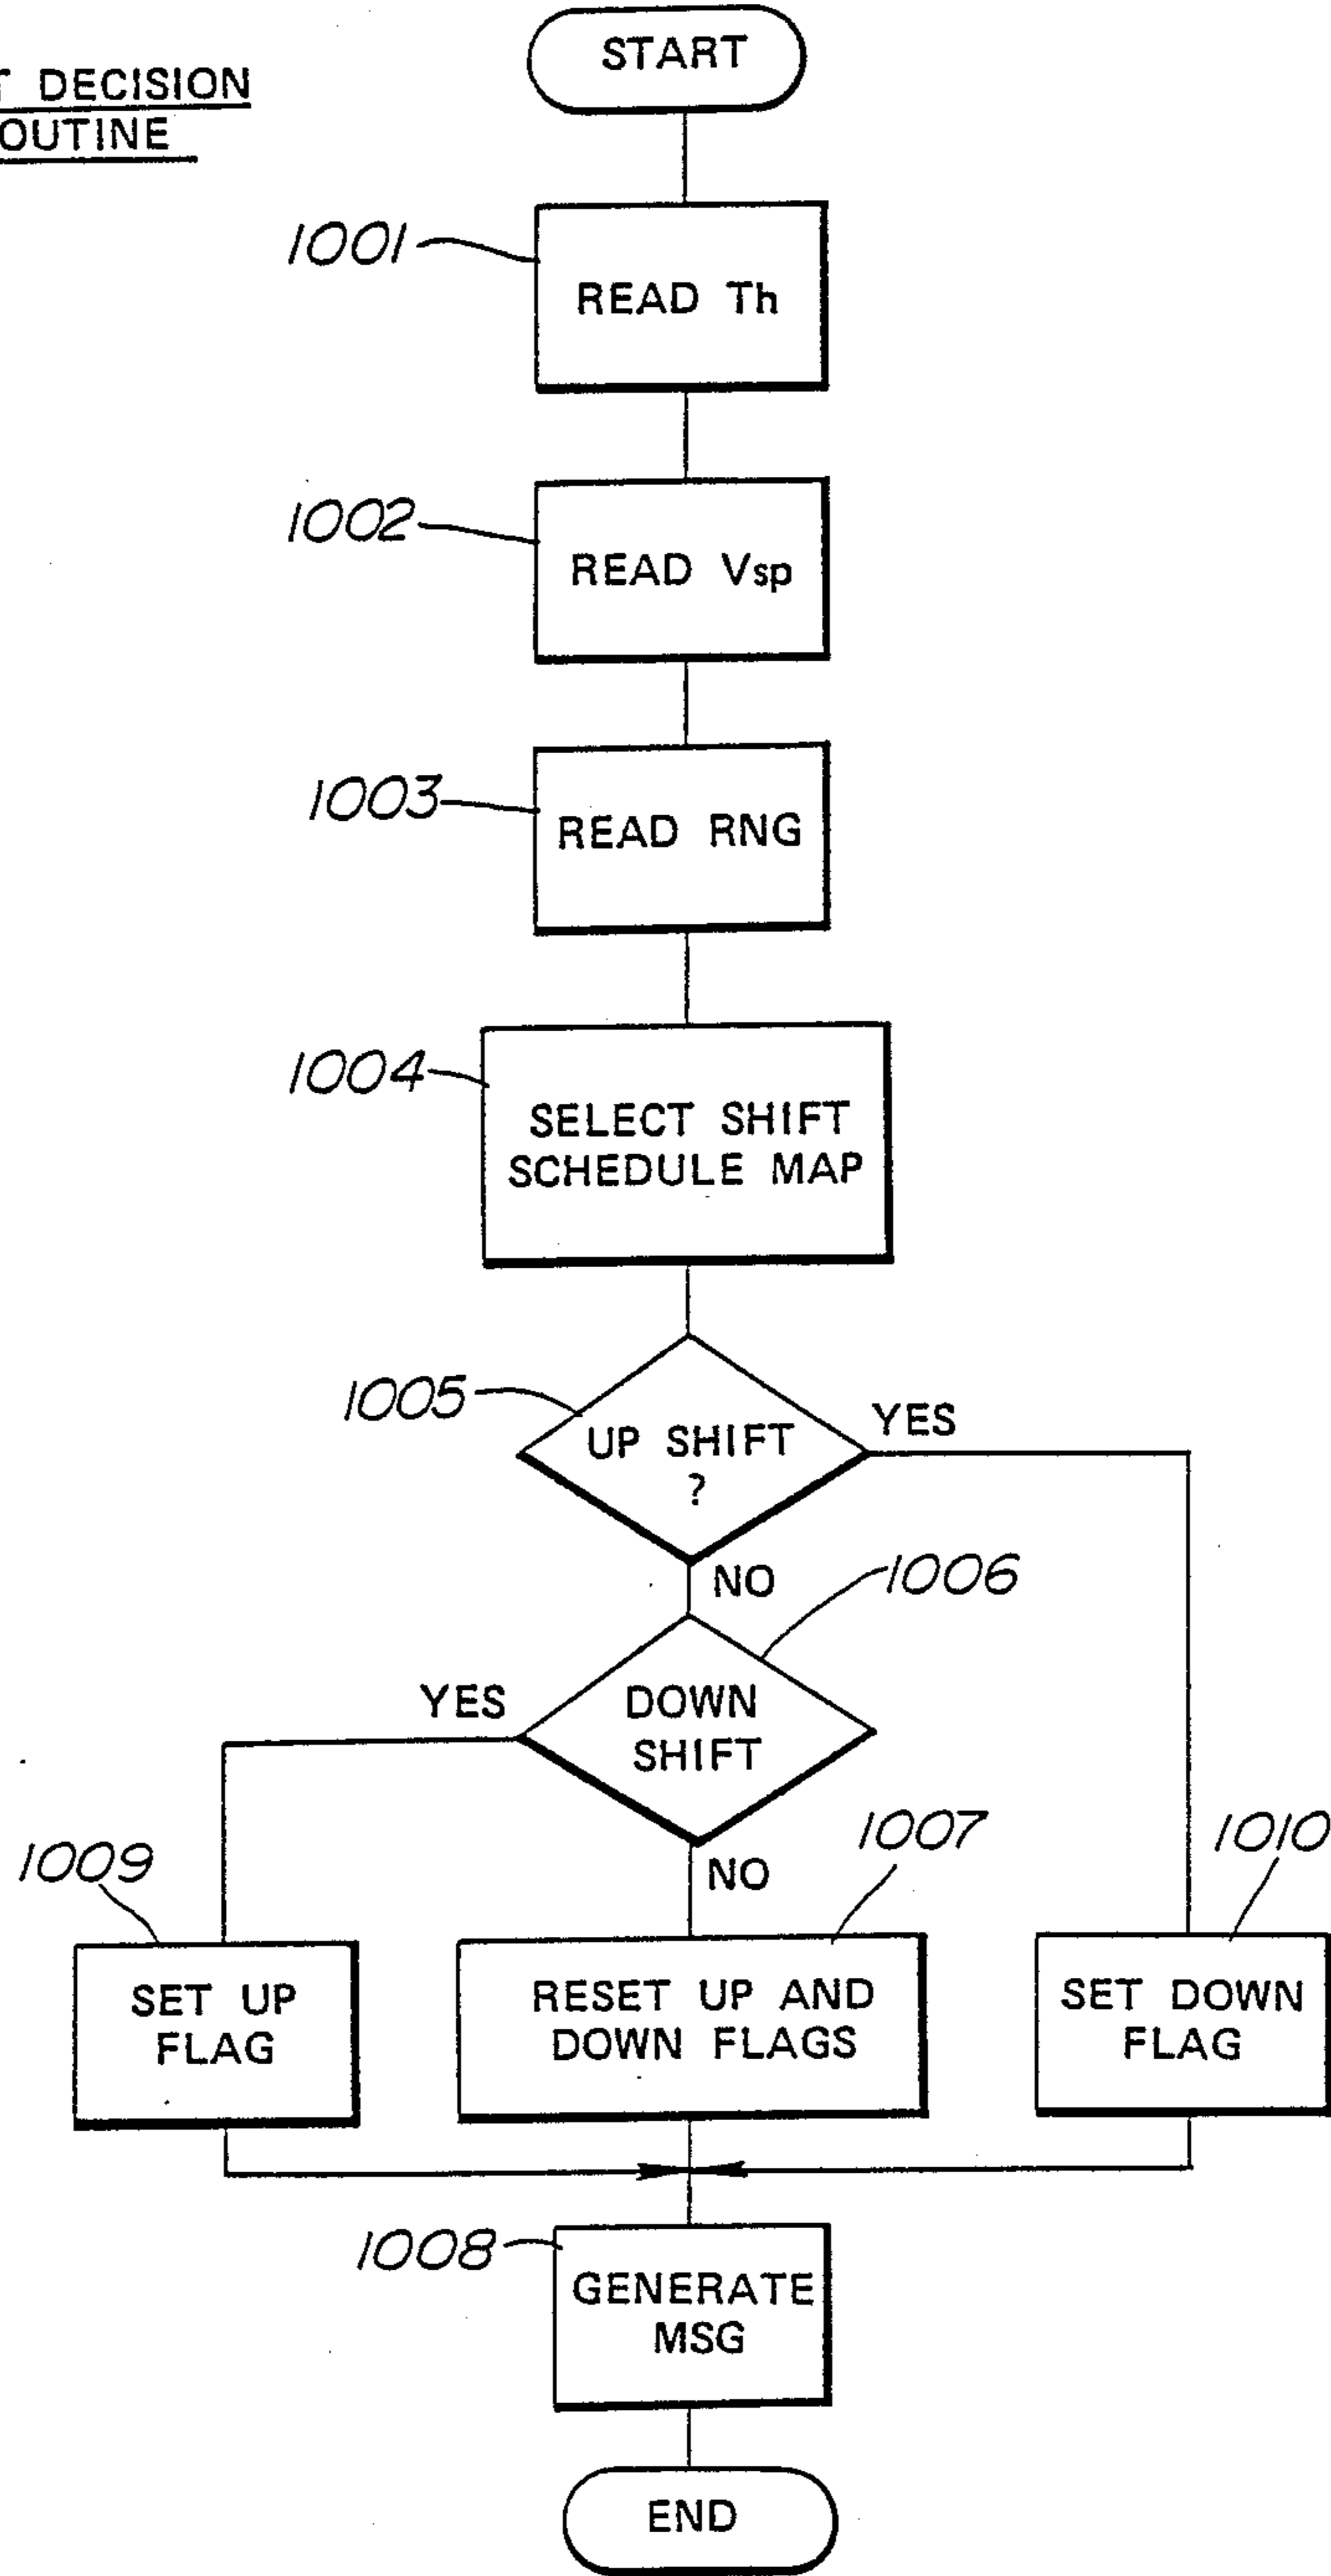 START
T DECISION
OUTINE
1001
READ Th
1002
READ Vsp
1003
READ RNG
1004
SELECT SHIFT
SCHEDULE MAP
1005
UP SHIFT
?
YES
NO
1006
YES
DOWN
SHIFT
NO
1007
1009
1010
SET UP
FLAG
RESET UP AND
DOWN FLAGS
SET DOWN
FLAG
1008
GENERATE
MSG
END